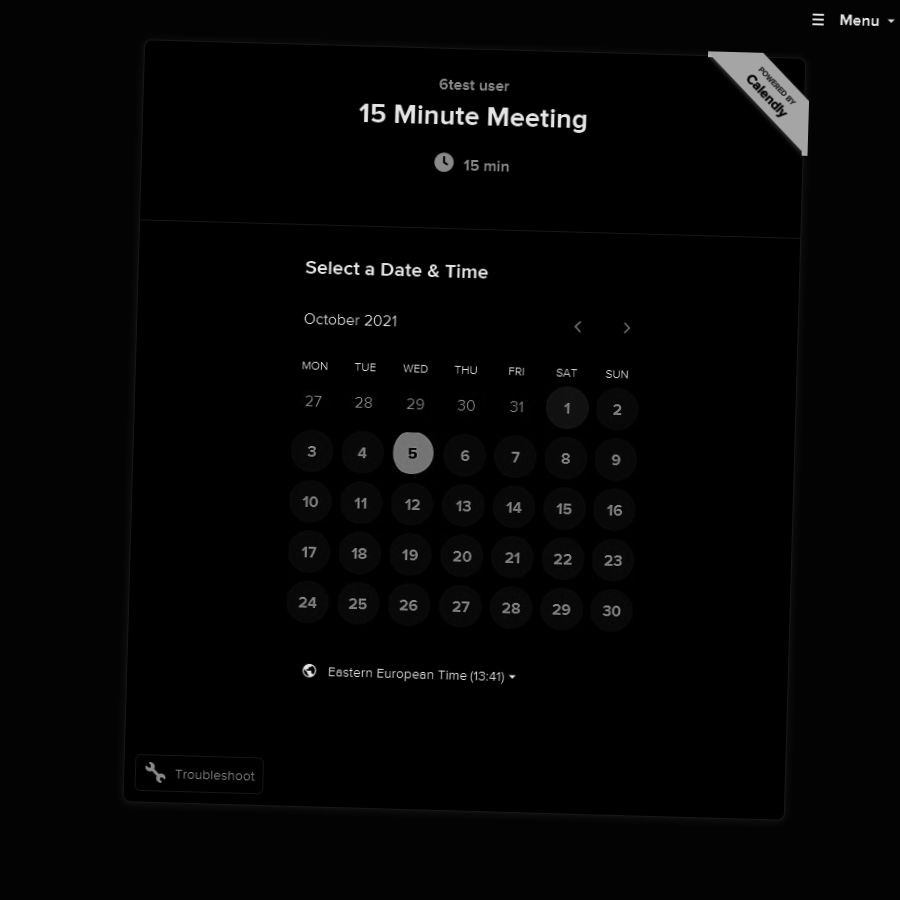 Menu
POWERED BY
Calendly
6test user
15 Minute Meeting
15 min
Select a Date & Time
October 2021
MON TUE WED THU FRI SAT SUN
27 28 29 30 31 1 2
3 4 5 6 7 8 9
10 11 12 13 14 15 16
17 18 19 20 21 22 23
24 25 26 27 28 29 30
Eastern European Time (13:41)
Troubleshoot